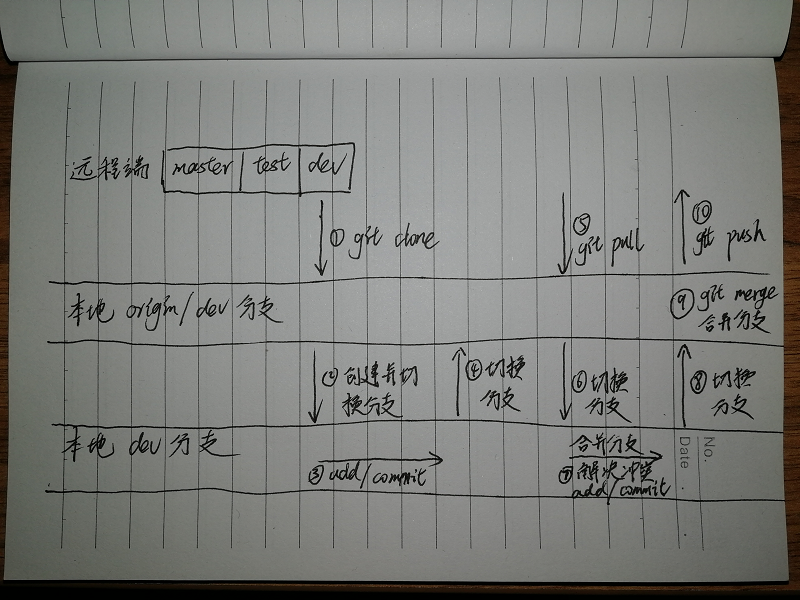 远程端 master test dev
① git clone
⑤ git pull
⑩ git push
本地 origin/dev 分支
⑨ git merge
合并分支
② 创建并切
换分支
④ 切换
分支
⑥ 切换
分支
⑧ 切换
分支
本地 dev 分支
③ add/commit
合并分支
⑦ 解决冲突
add/commit
No.
Date